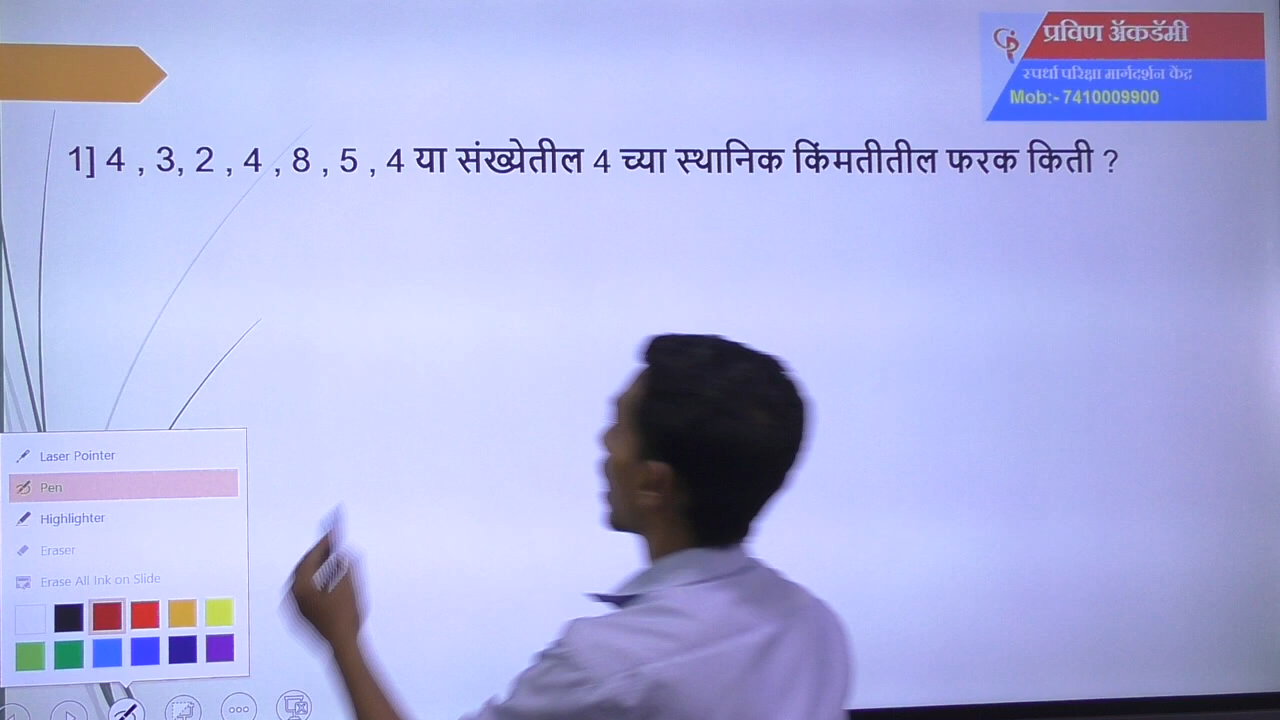 प्रविण ॲकडॅमी
स्पर्धा परिक्षा मार्गदर्शन केंद्र
Mob:- 7410009900
1] 4 , 3, 2 , 4 , 8 , 5 , 4 या संख्येतील 4 च्या स्थानिक किंमतीतील फरक किती ?
Laser Pointer
Pen
Highlighter
Eraser
Erase All Ink on Slide